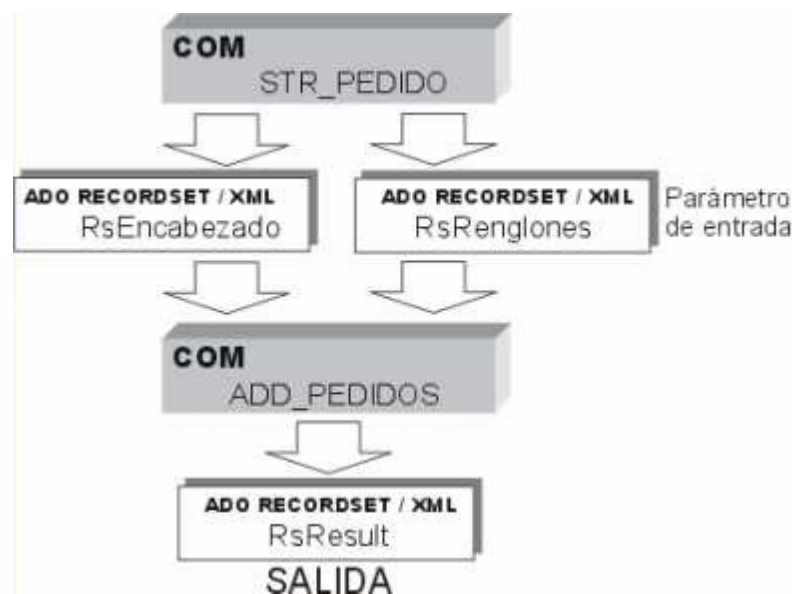 COM
STR_PEDIDO
ADO RECORDSET / XML
RsEncabezado
ADO RECORDSET / XML
RsRenglones
Parámetro
de entrada
COM
ADD_PEDIDOS
ADO RECORDSET / XML
RsResult
SALIDA